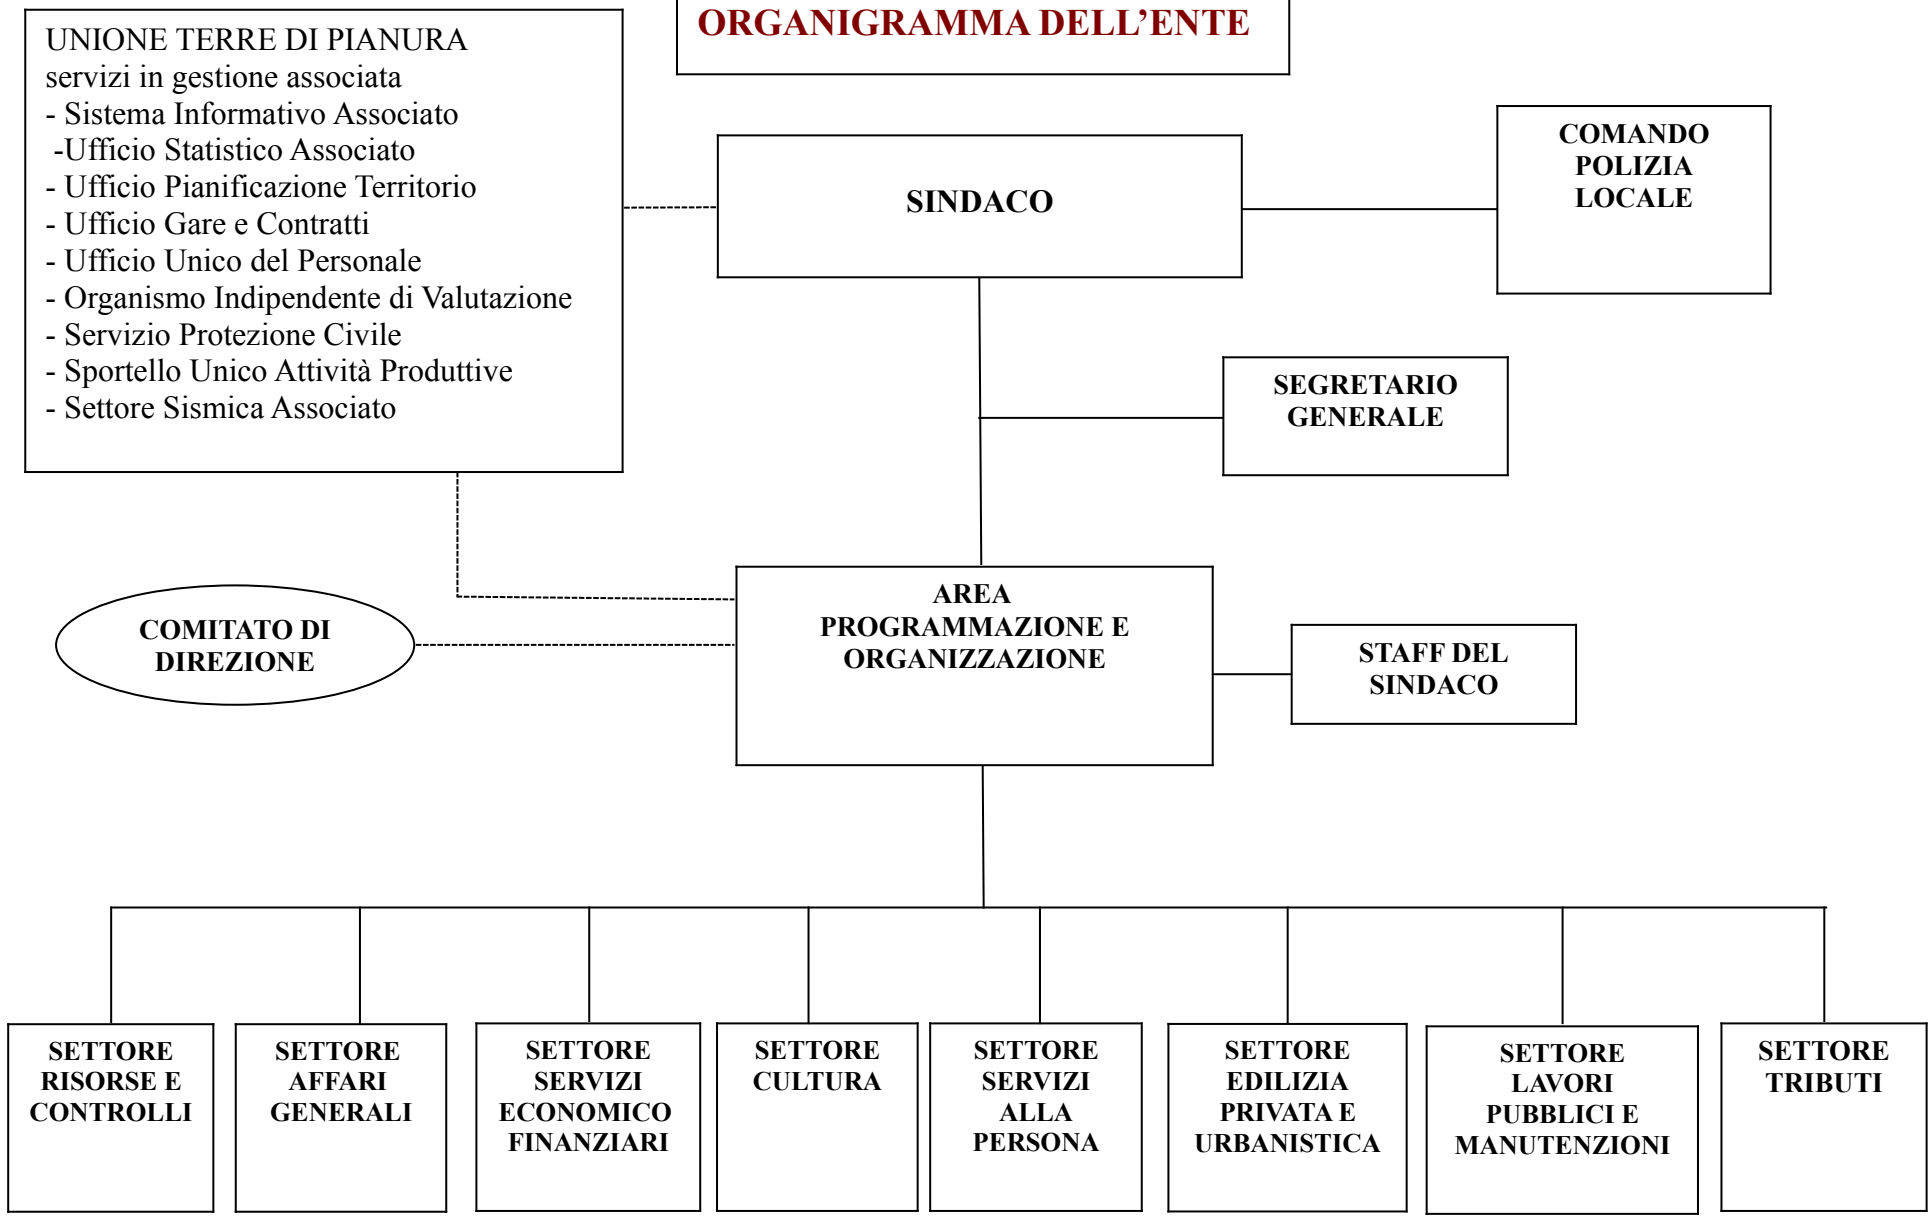 ORGANIGRAMMA DELL’ENTE
UNIONE TERRE DI PIANURA
servizi in gestione associata
- Sistema Informativo Associato
-Ufficio Statistico Associato
- Ufficio Pianificazione Territorio
- Ufficio Gare e Contratti
- Ufficio Unico del Personale
- Organismo Indipendente di Valutazione
- Servizio Protezione Civile
- Sportello Unico Attività Produttive
- Settore Sismica Associato
SINDACO
COMANDO
POLIZIA
LOCALE
SEGRETARIO
GENERALE
COMITATO DI
DIREZIONE
AREA
PROGRAMMAZIONE E
ORGANIZZAZIONE
STAFF DEL
SINDACO
SETTORE
RISORSE E
CONTROLLI
SETTORE
AFFARI
GENERALI
SETTORE
SERVIZI
ECONOMICO
FINANZIARI
SETTORE
CULTURA
SETTORE
SERVIZI
ALLA
PERSONA
SETTORE
EDILIZIA
PRIVATA E
URBANISTICA
SETTORE
LAVORI
PUBBLICI E
MANUTENZIONI
SETTORE
TRIBUTI